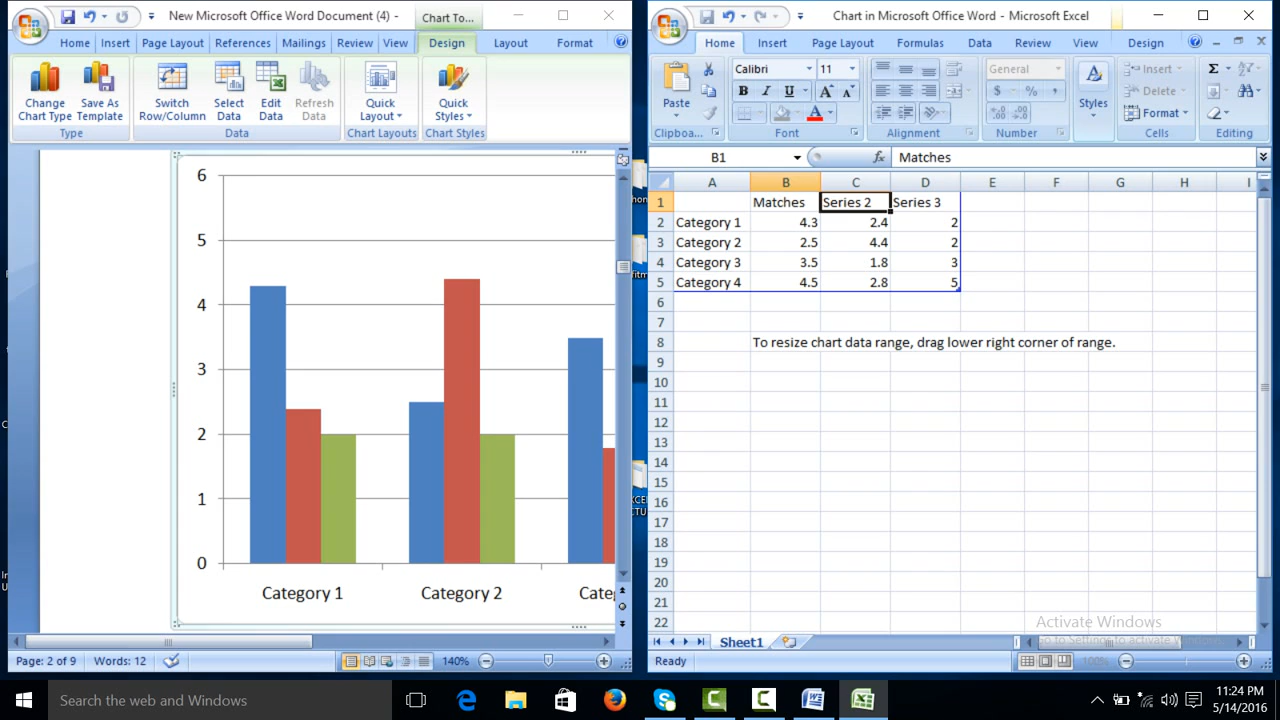 New Microsoft Office Word Document (4) -
Chart To...
Home Insert Page Layout References Mailings Review View Design Layout Format
Change Chart Type
Save As Template
Switch Row/Column
Select Data
Edit Data
Refresh Data
Quick Layout
Quick Styles
Type Data Chart Layouts Chart Styles
6
5
4
3
2
1
0
Category 1 Category 2
Page: 2 of 9 Words: 12 140%
Chart in Microsoft Office Word - Microsoft Excel
Home Insert Page Layout Formulas Data Review View Design
Paste
Calibri 11
B I U A A A
General
$ % ,
Styles
Insert
Delete
Format
Σ
Clipboa... Font Alignment Number Cells Editing
B1 fx Matches
A B C D E F G H I
1 Matches Series 2 Series 3
2 Category 1 4.3 2.4 2
3 Category 2 2.5 4.4 2
4 Category 3 3.5 1.8 3
5 Category 4 4.5 2.8 5
6
7
8 To resize chart data range, drag lower right corner of range.
9
10
11
12
13
14
15
16
17
18
19
20
21
22
Activate Windows
Go to Settings to activate Windows.
Sheet1
Ready 100%
Search the web and Windows
11:24 PM
5/14/2016